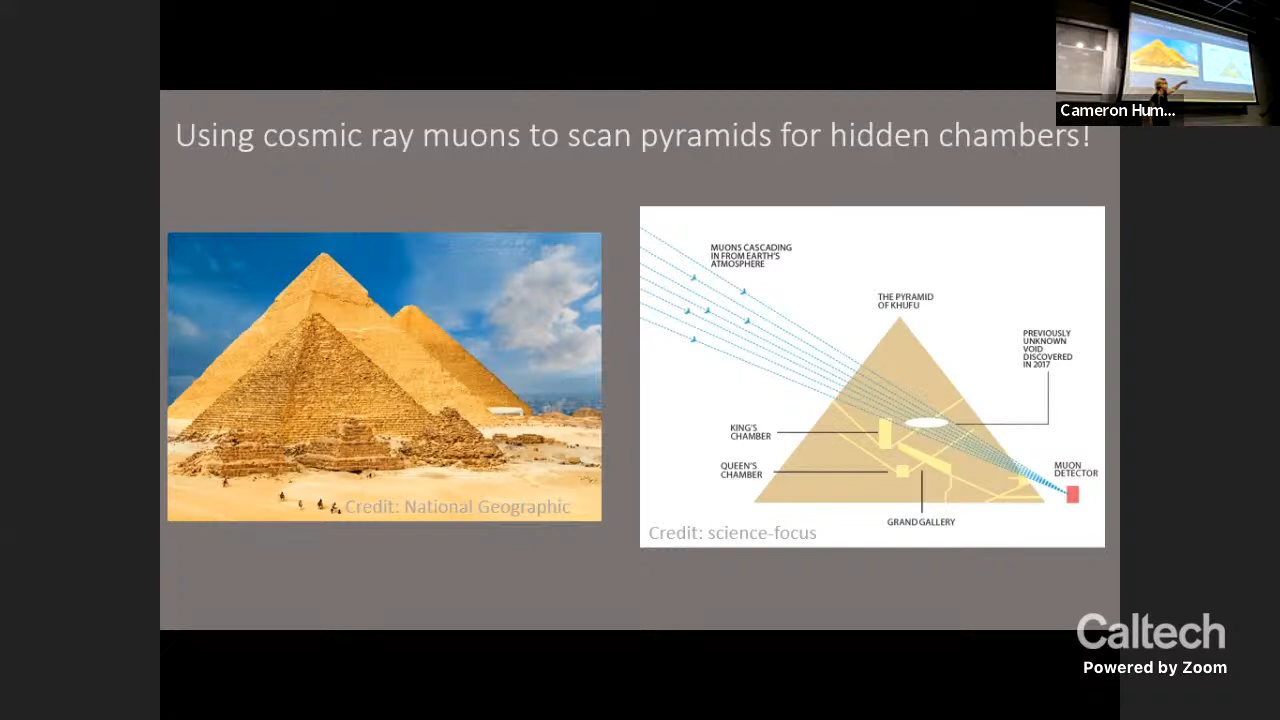 Cameron Hum...
Using cosmic ray muons to scan pyramids for hidden chambers!
Credit: National Geographic
MUONS CASCADING
IN FROM EARTH'S
ATMOSPHERE
THE PYRAMID
OF KHUFU
PREVIOUSLY
UNKNOWN
VOID
DISCOVERED
IN 2017
KING'S
CHAMBER
QUEEN'S
CHAMBER
MUON
DETECTOR
GRAND GALLERY
Credit: science-focus
Caltech
Powered by Zoom